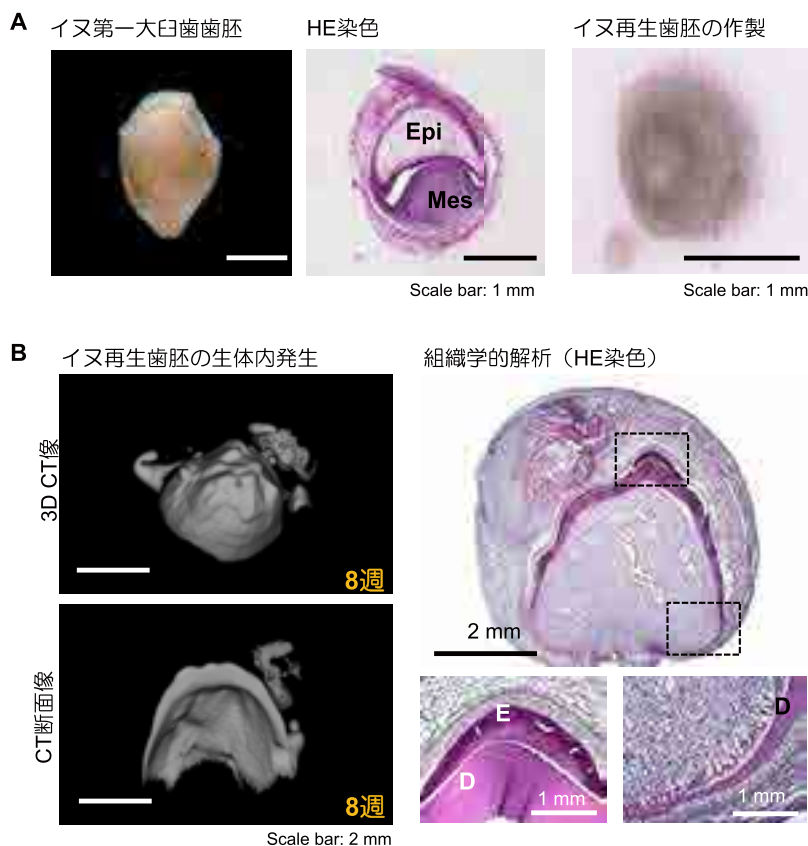 A
イヌ第一大臼歯歯胚
HE染色
イヌ再生歯胚の作製
Epi
Mes
Scale bar: 1 mm
Scale bar: 1 mm
B
イヌ再生歯胚の生体内発生
組織学的解析（HE染色）
3D CT像
8週
2 mm
CT断面像
8週
Scale bar: 2 mm
E
D
1 mm
D
1 mm